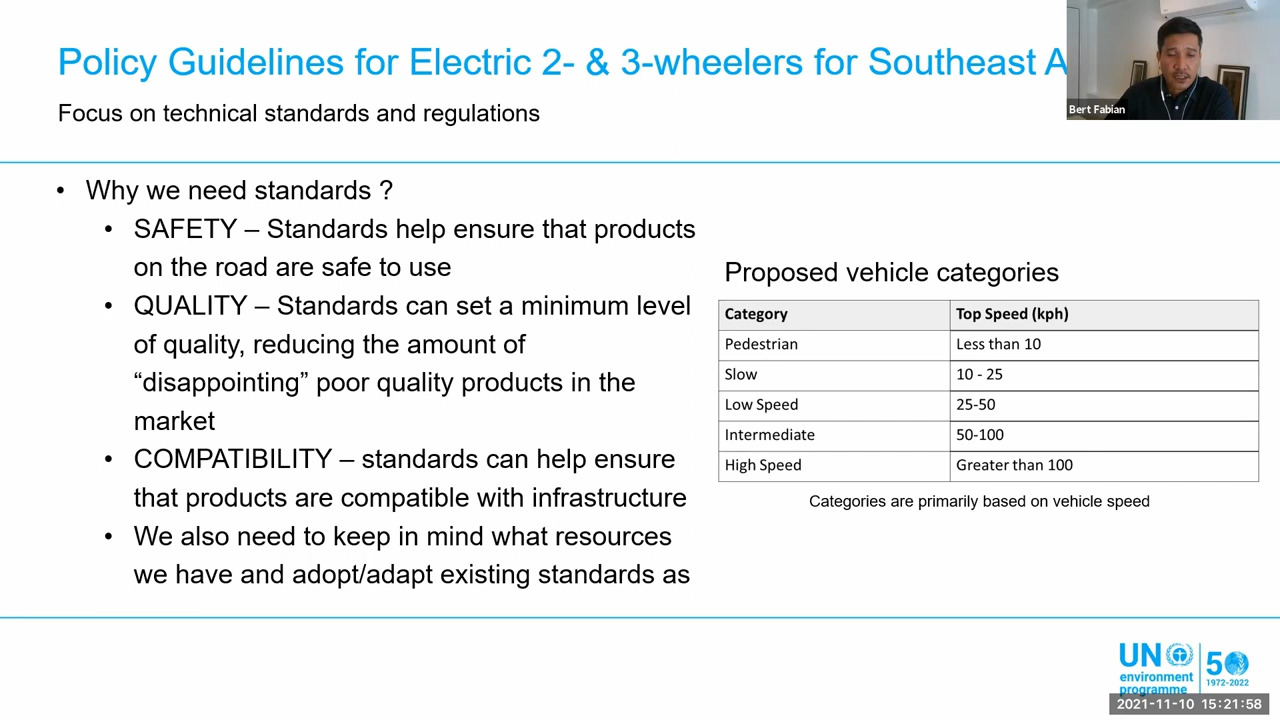 Policy Guidelines for Electric 2- & 3-wheelers for Southeast A
Focus on technical standards and regulations
Bert Fabian
• Why we need standards ?
• SAFETY – Standards help ensure that products
on the road are safe to use
• QUALITY – Standards can set a minimum level
of quality, reducing the amount of
“disappointing” poor quality products in the
market
• COMPATIBILITY – standards can help ensure
that products are compatible with infrastructure
• We also need to keep in mind what resources
we have and adopt/adapt existing standards as
Proposed vehicle categories
Category Top Speed (kph)
Pedestrian Less than 10
Slow 10 - 25
Low Speed 25-50
Intermediate 50-100
High Speed Greater than 100
Categories are primarily based on vehicle speed
UN
environment
programme
50
1972-2022
2021-11-10 15:21:58